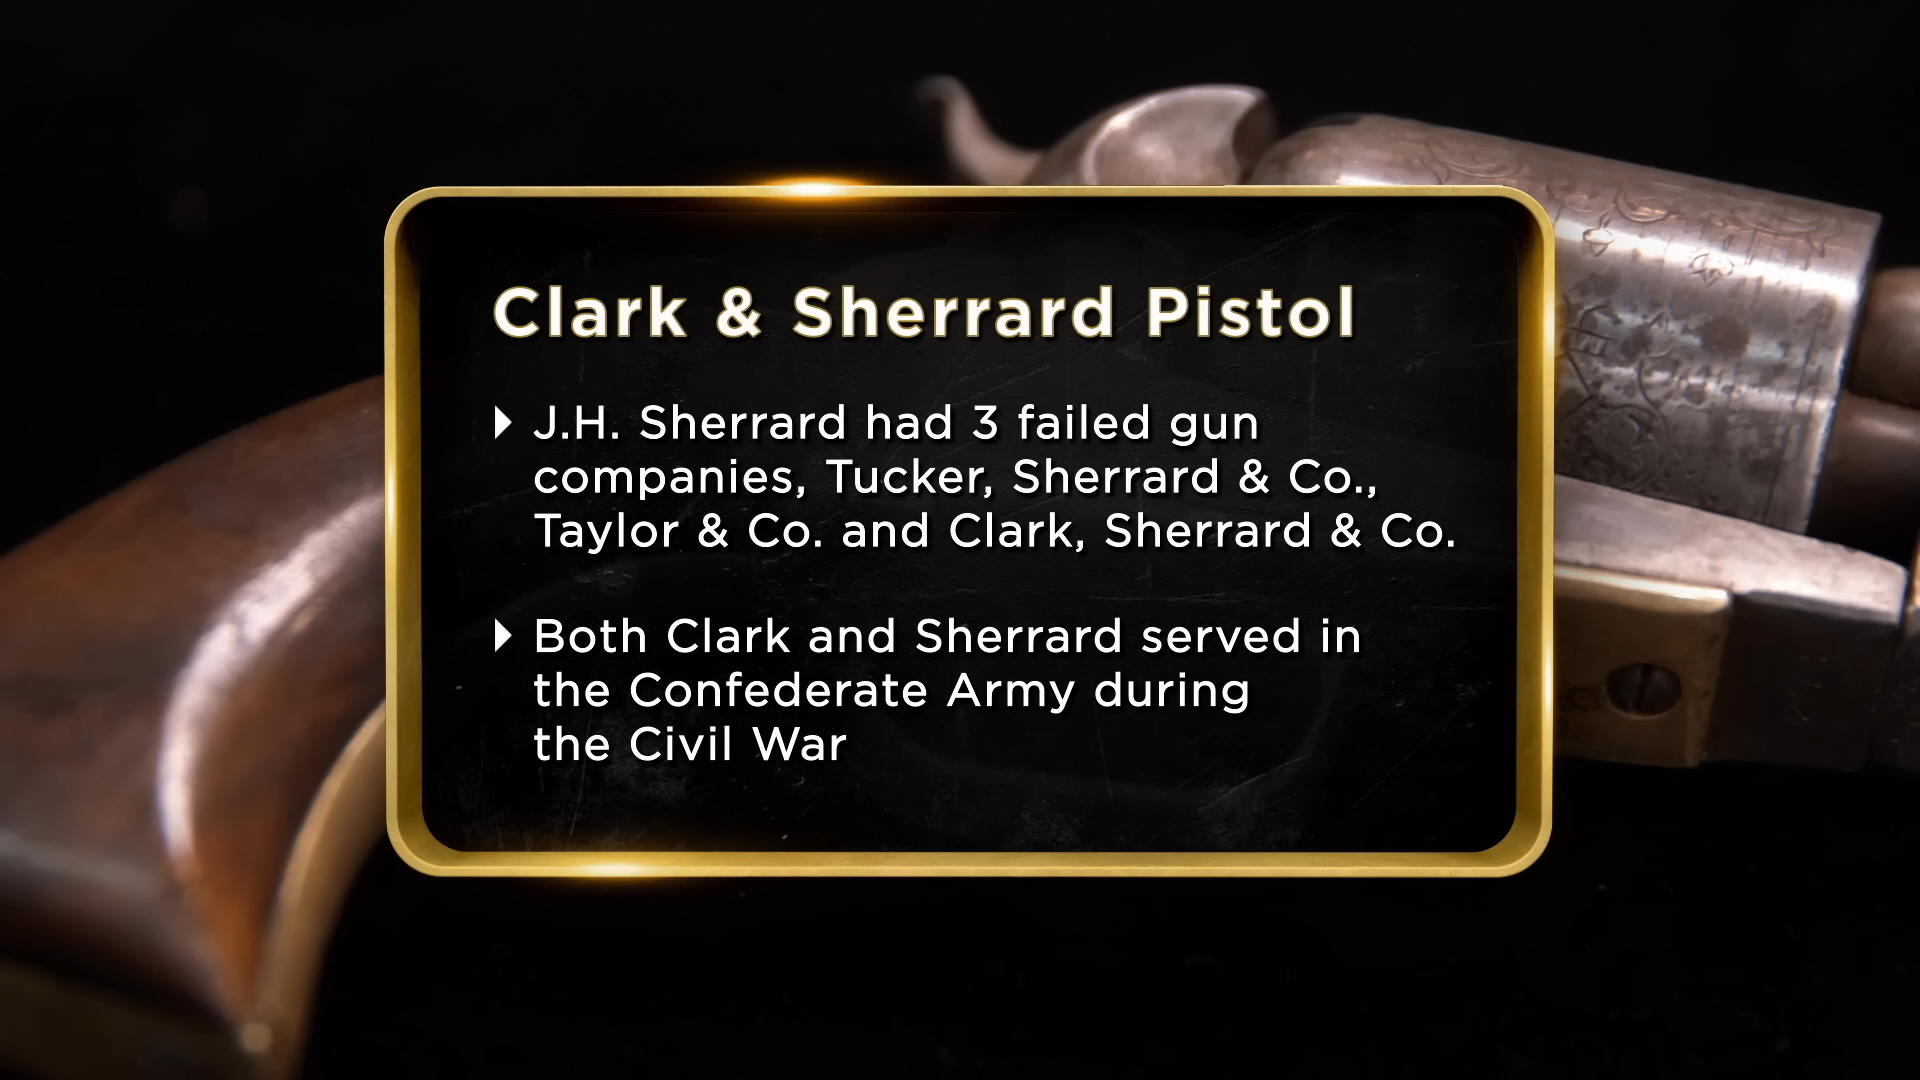 Clark & Sherrard Pistol
J.H. Sherrard had 3 failed gun
companies, Tucker, Sherrard & Co.,
Taylor & Co. and Clark, Sherrard & Co.
Both Clark and Sherrard served in
the Confederate Army during
the Civil War